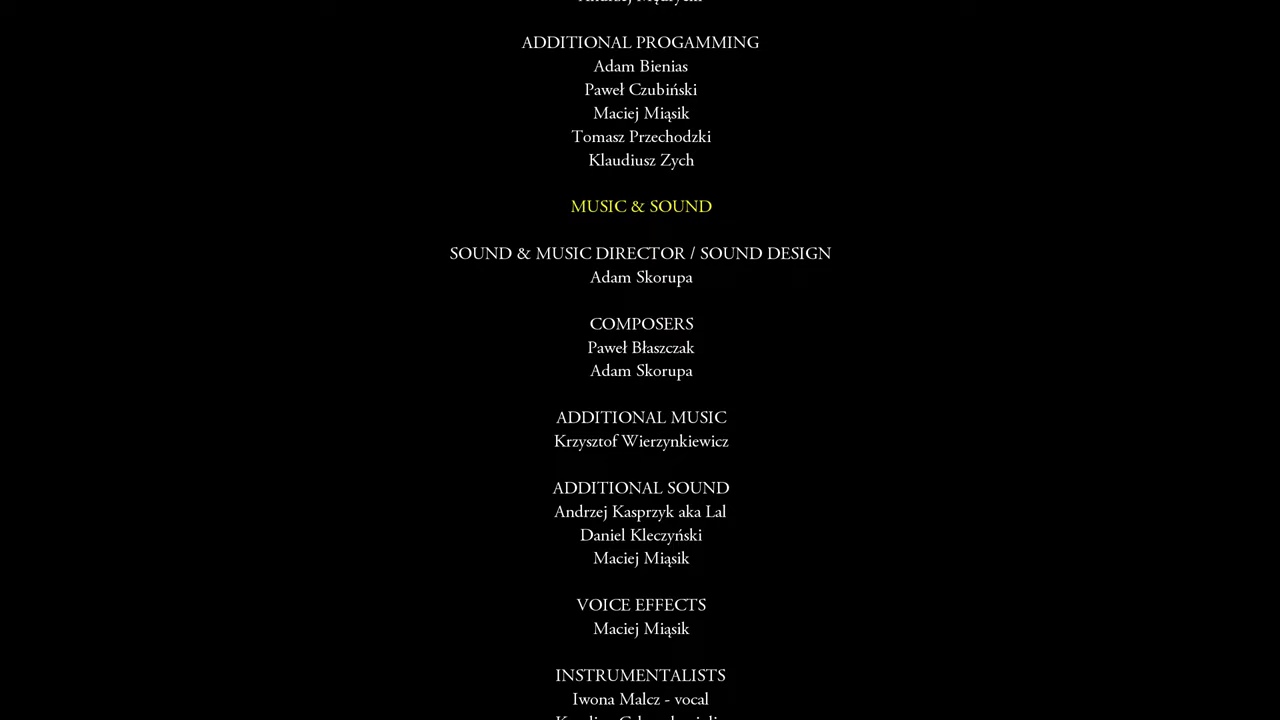 ADDITIONAL PROGAMMING
Adam Bienias
Paweł Czubiński
Maciej Miąsik
Tomasz Przechodzki
Klaudiusz Zych
MUSIC & SOUND
SOUND & MUSIC DIRECTOR / SOUND DESIGN
Adam Skorupa
COMPOSERS
Paweł Błaszczak
Adam Skorupa
ADDITIONAL MUSIC
Krzysztof Wierzynkiewicz
ADDITIONAL SOUND
Andrzej Kasprzyk aka Lal
Daniel Kleczyński
Maciej Miąsik
VOICE EFFECTS
Maciej Miąsik
INSTRUMENTALISTS
Iwona Malcz - vocal